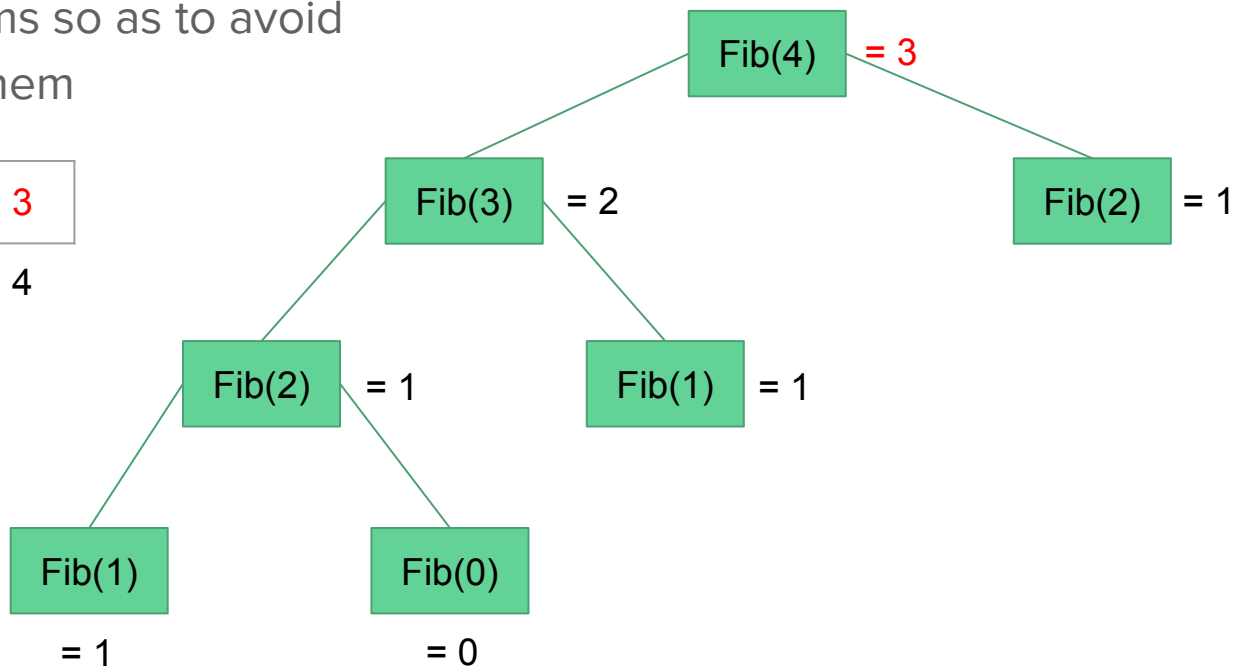 ms so as to avoid
Fib(4) = 3
hem
3
Fib(3) = 2
Fib(2) = 1
4
Fib(2) = 1
Fib(1) = 1
Fib(1)
Fib(0)
= 1
= 0